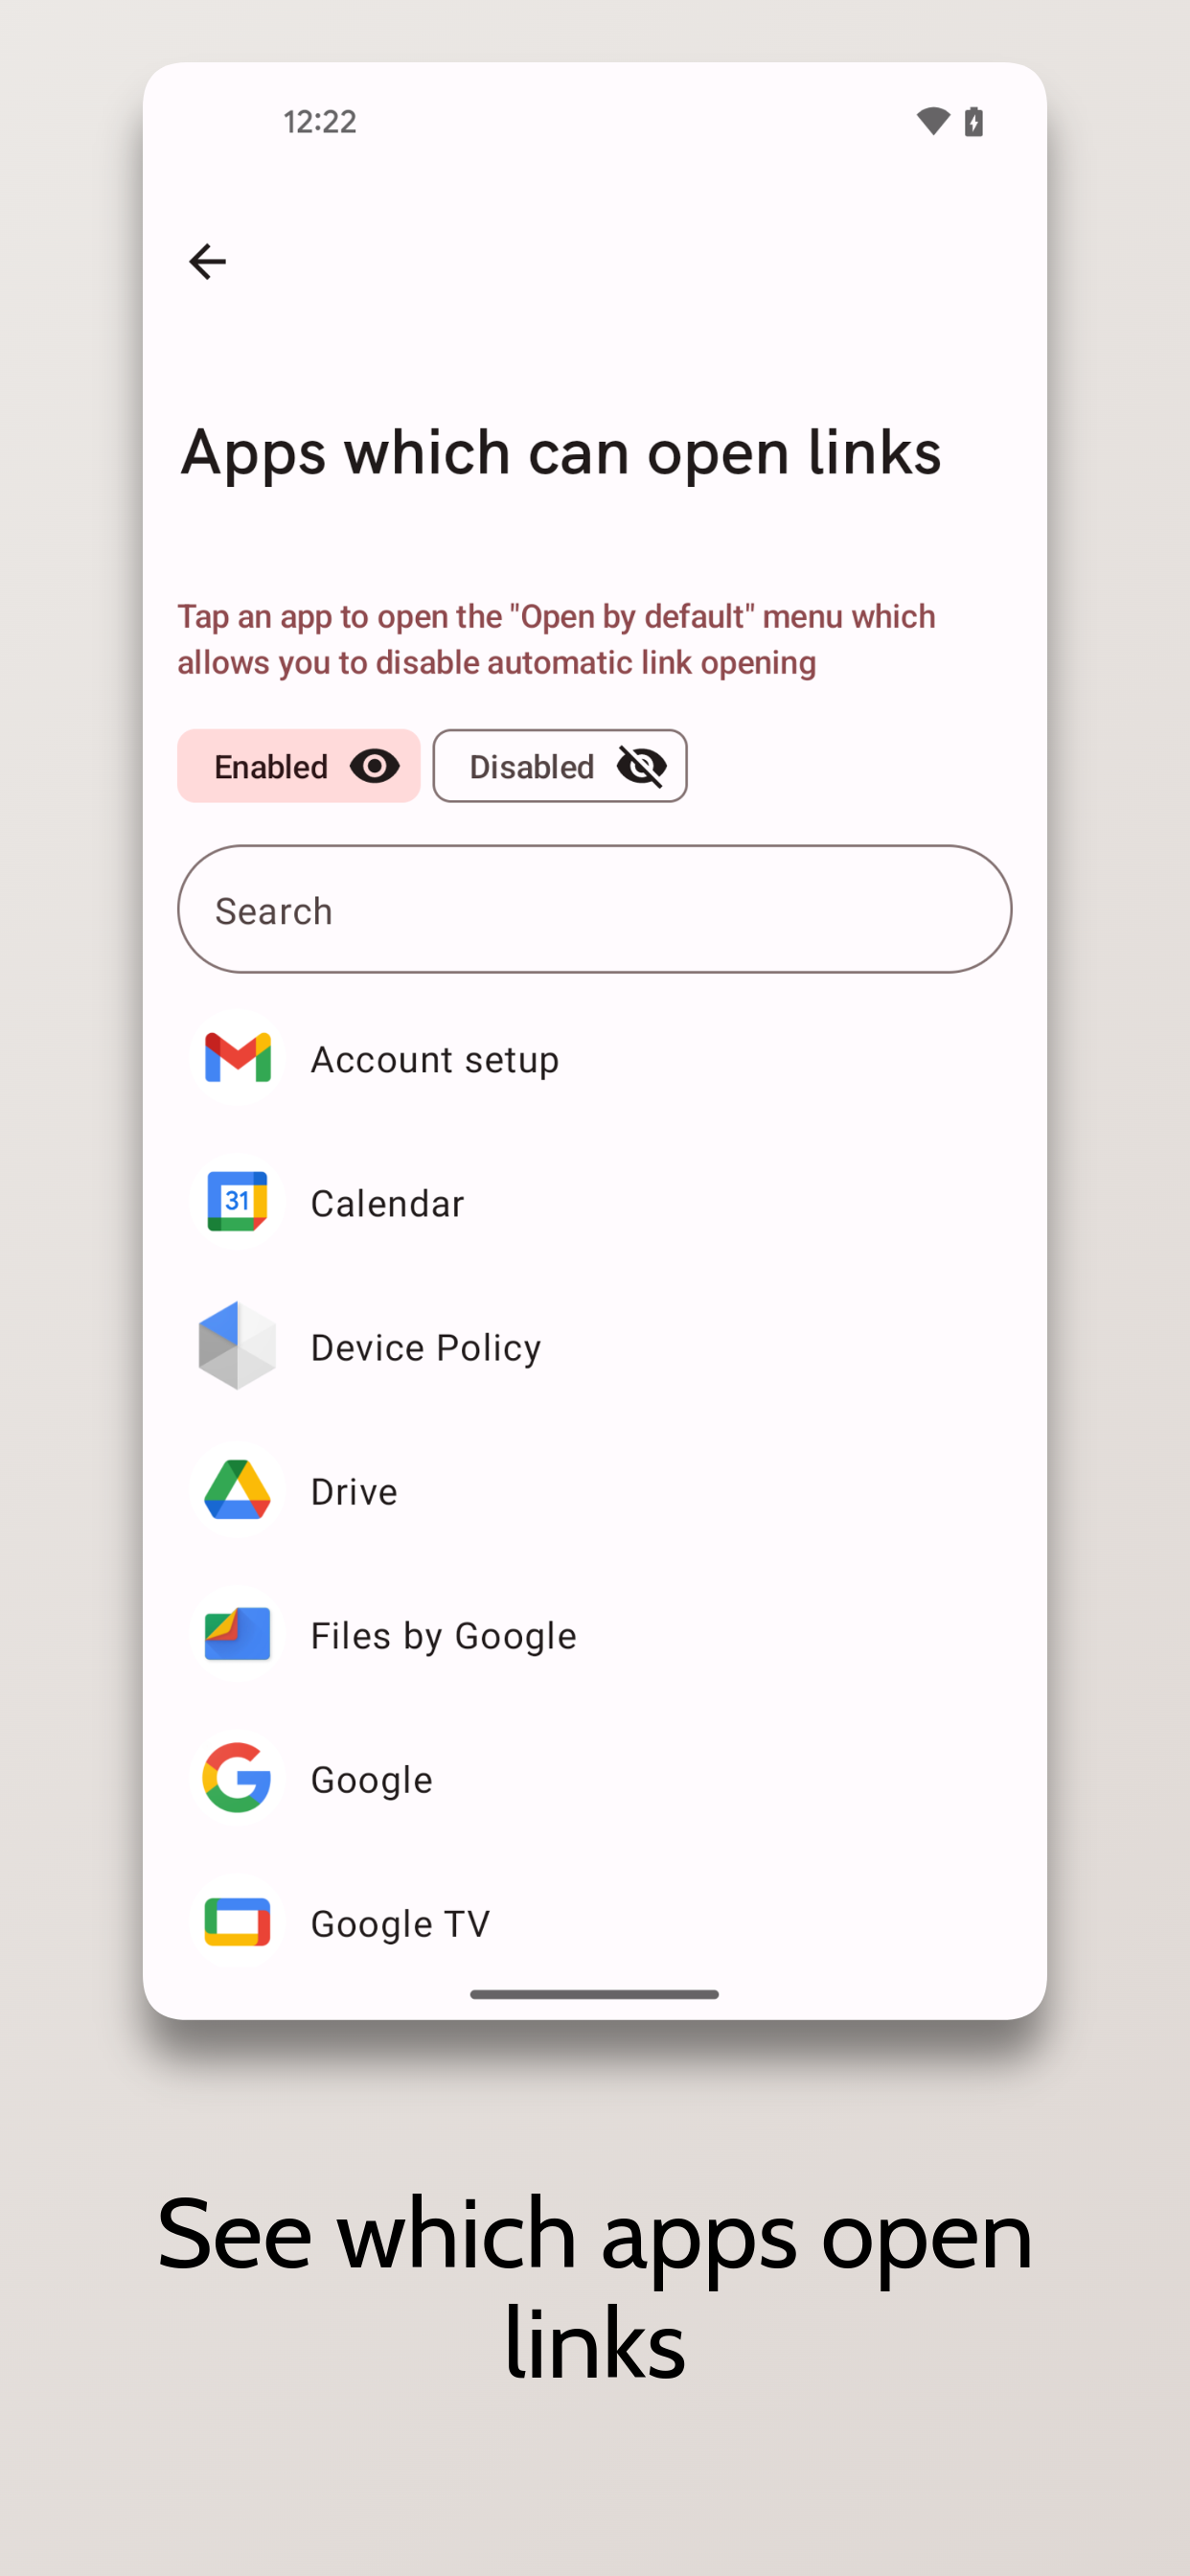 12:22
Apps which can open links
Tap an app to open the "Open by default" menu which
allows you to disable automatic link opening
Enabled
Disabled
Search
Account setup
31
Calendar
Device Policy
Drive
Files by Google
Google
Google TV
See which apps open
links